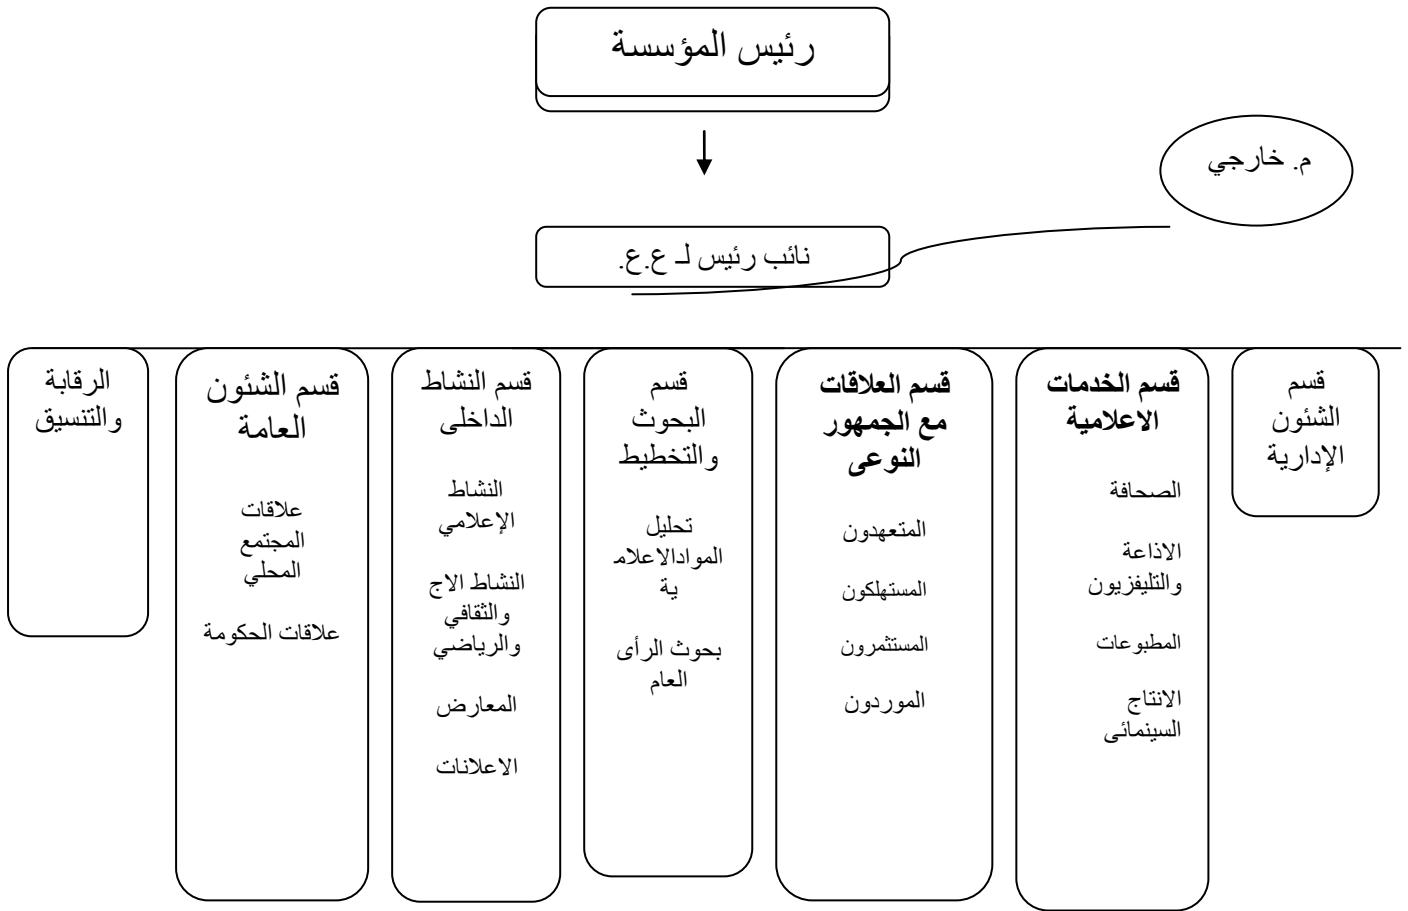 رئيس المؤسسة
م. خارجي
نائب رئيس لـ ع.ع.
قسم
الشئون
الإدارية
قسم الخدمات
الاعلامية
الصحافة
الاذاعة
والتليفزيون
المطبوعات
الانتاج
السينمائى
قسم العلاقات
مع الجمهور
النوعى
المتعهدون
المستهلكون
المستثمرون
الموردون
قسم
البحوث
والتخطيط
تحليل
الموادالاعلامـ
ية
بحوث الرأى
العام
قسم النشاط
الداخلى
النشاط
الإعلامي
النشاط الاج
والثقافي
والرياضي
المعارض
الاعلانات
قسم الشئون
العامة
علاقات
المجتمع
المحلي
علاقات الحكومة
الرقابة
والتنسيق